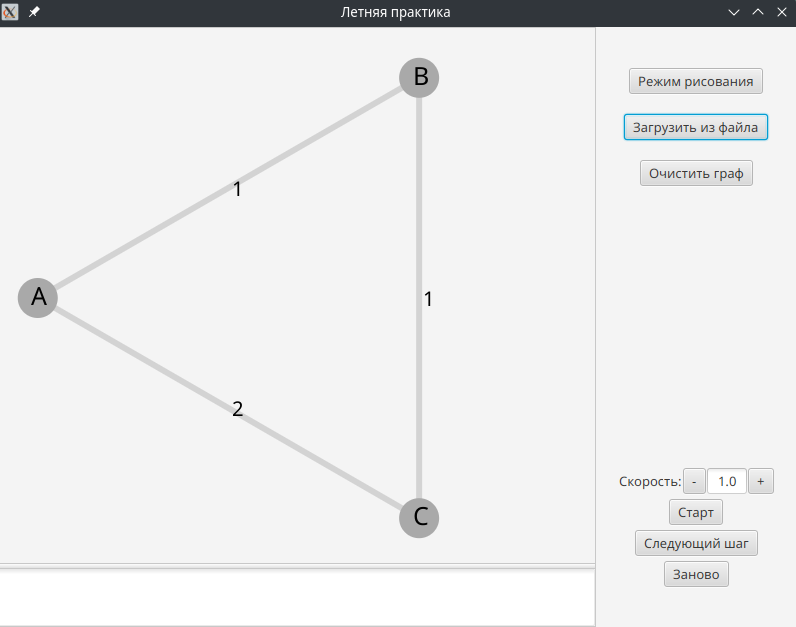 Летняя практика
B
Режим рисования
Загрузить из файла
Очистить граф
1
A
1
2
C
Скорость: - 1.0 +
Старт
Следующий шаг
Заново